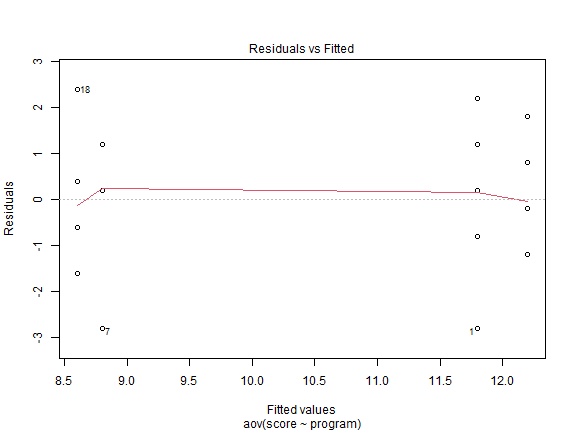 Residuals vs Fitted
3
2
1
0
-1
-2
-3
Residuals
18
7
1
8.5 9.0 9.5 10.0 10.5 11.0 11.5 12.0
Fitted values
aov(score ~ program)